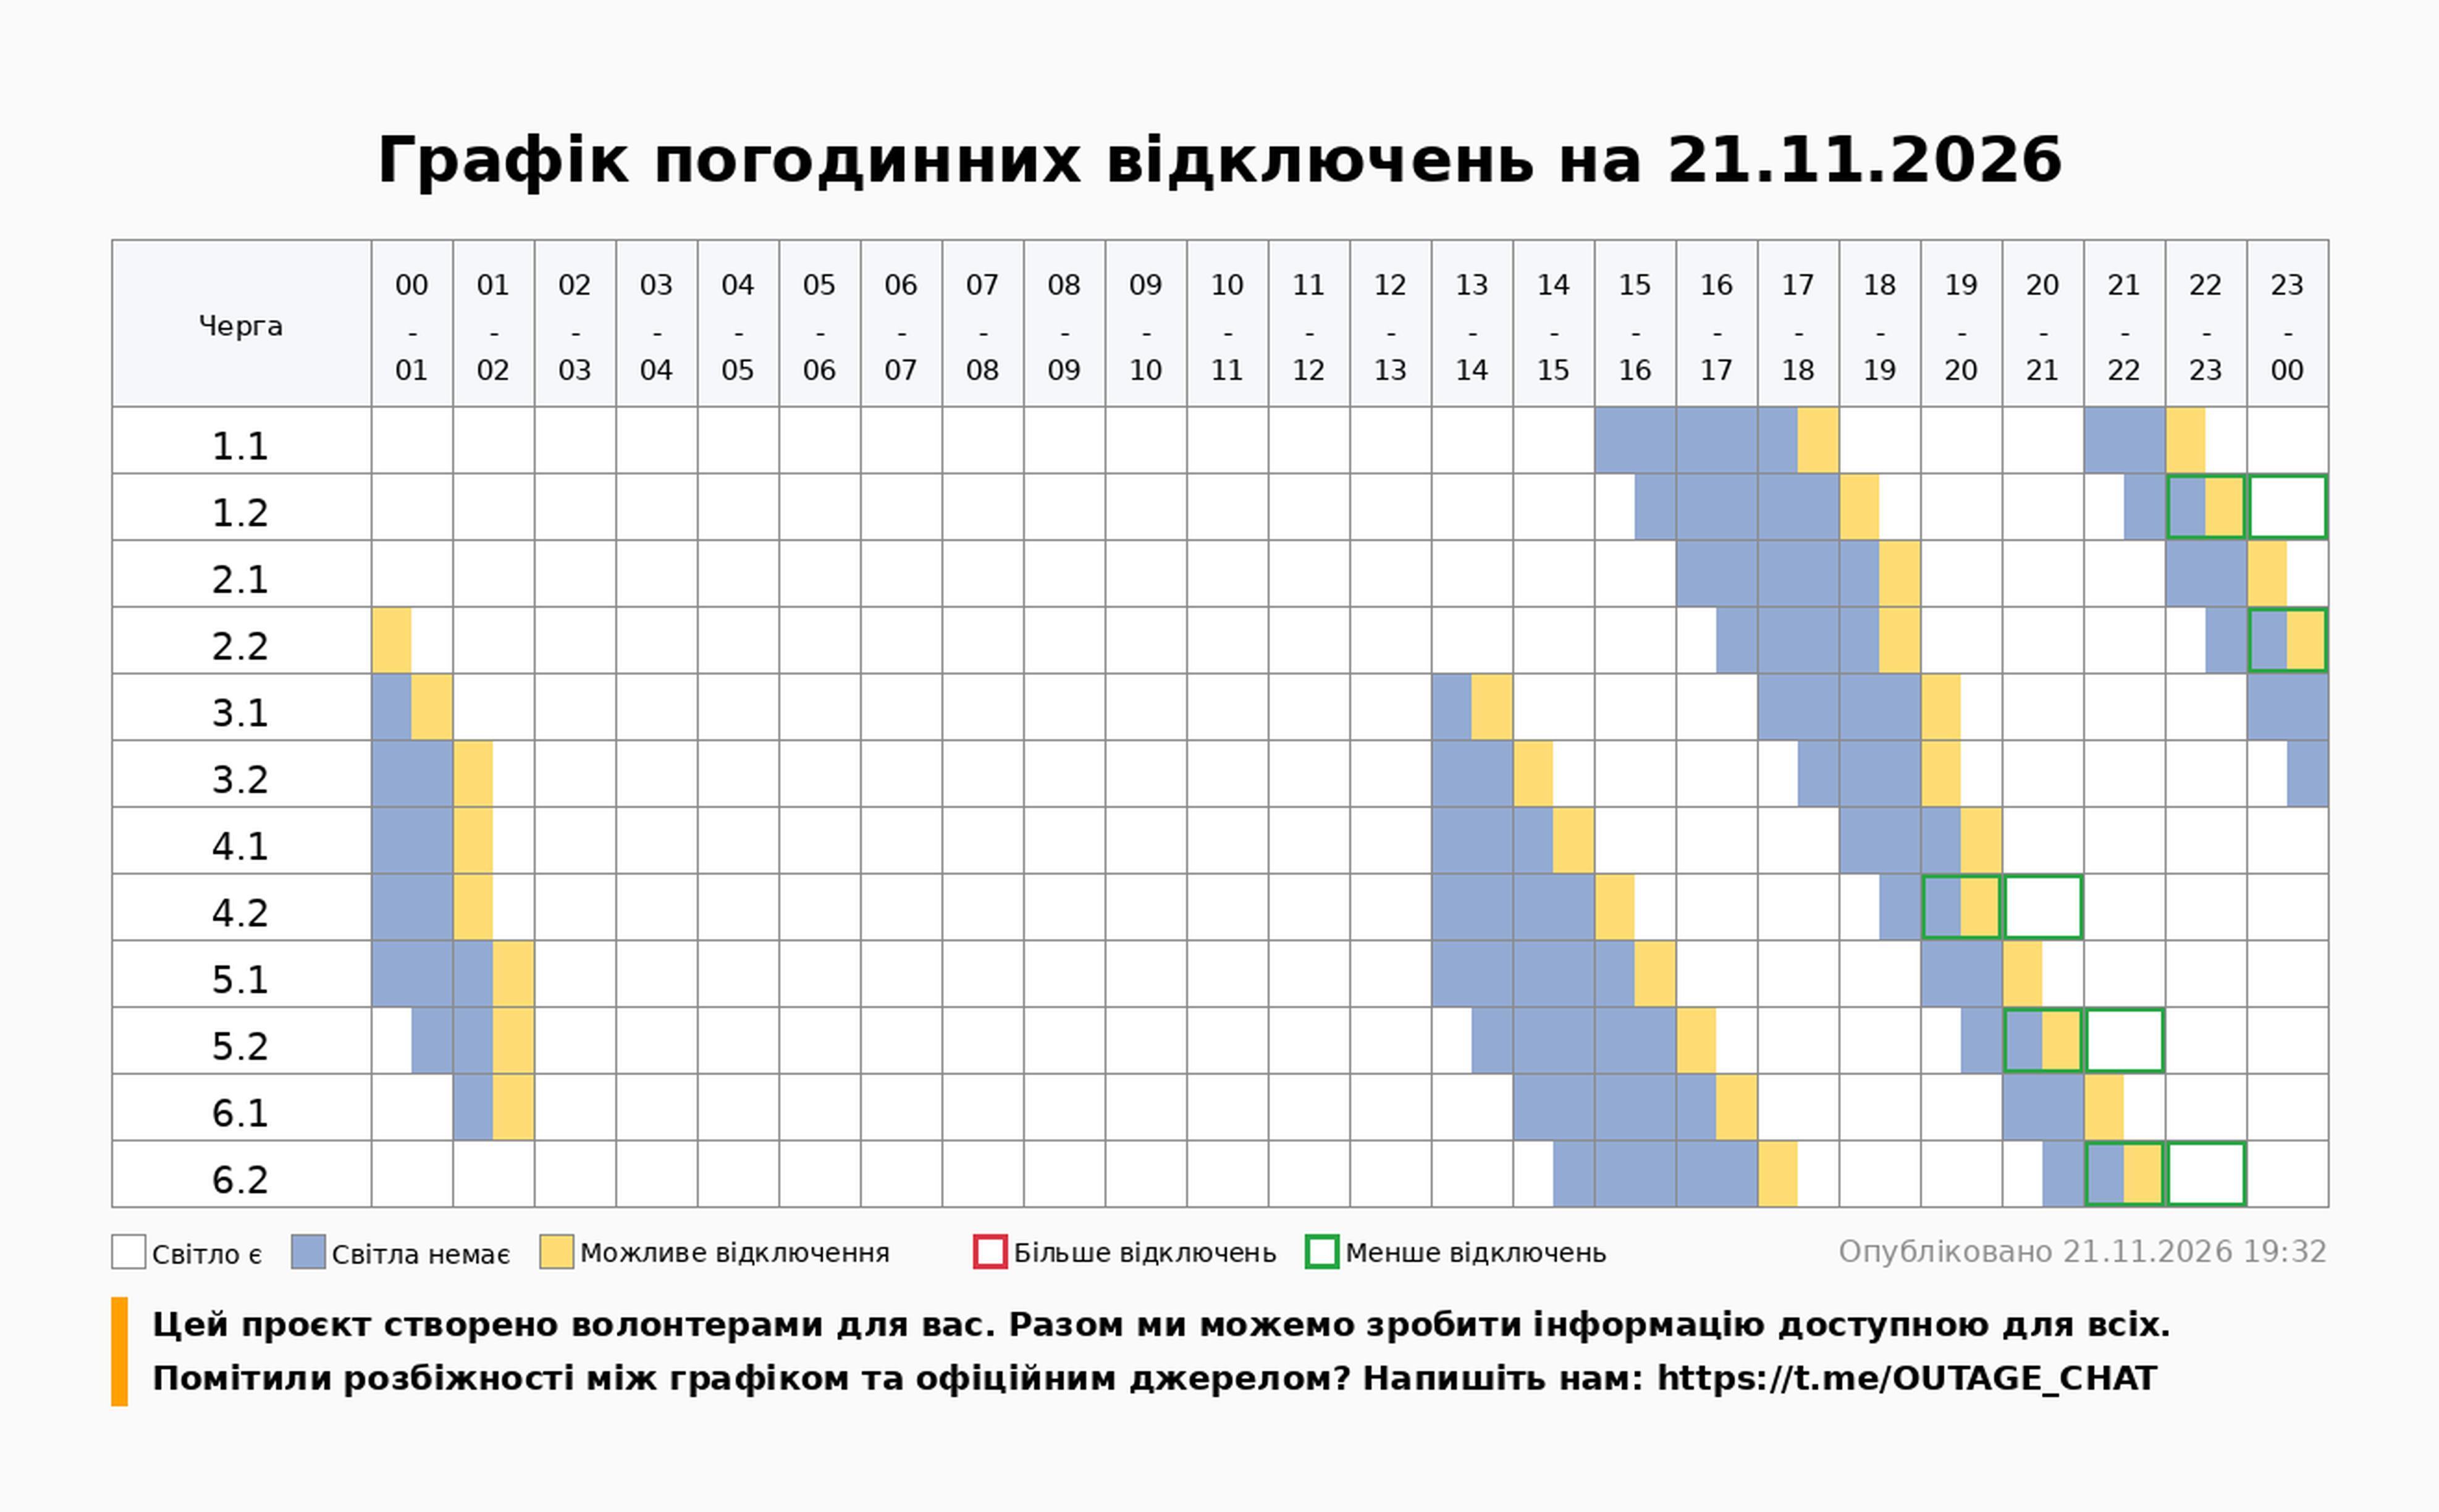 Графік погодинних відключень на 21.11.2026
Черга
00 - 01
01 - 02
02 - 03
03 - 04
04 - 05
05 - 06
06 - 07
07 - 08
08 - 09
09 - 10
10 - 11
11 - 12
12 - 13
13 - 14
14 - 15
15 - 16
16 - 17
17 - 18
18 - 19
19 - 20
20 - 21
21 - 22
22 - 23
23 - 00
1.1
1.2
2.1
2.2
3.1
3.2
4.1
4.2
5.1
5.2
6.1
6.2
Світло є Світла немає Можливе відключення Більше відключень Менше відключень Опубліковано 21.11.2026 19:32
Цей проєкт створено волонтерами для вас. Разом ми можемо зробити інформацію доступною для всіх.
Помітили розбіжності між графіком та офіційним джерелом? Напишіть нам: https://t.me/OUTAGE_CHAT